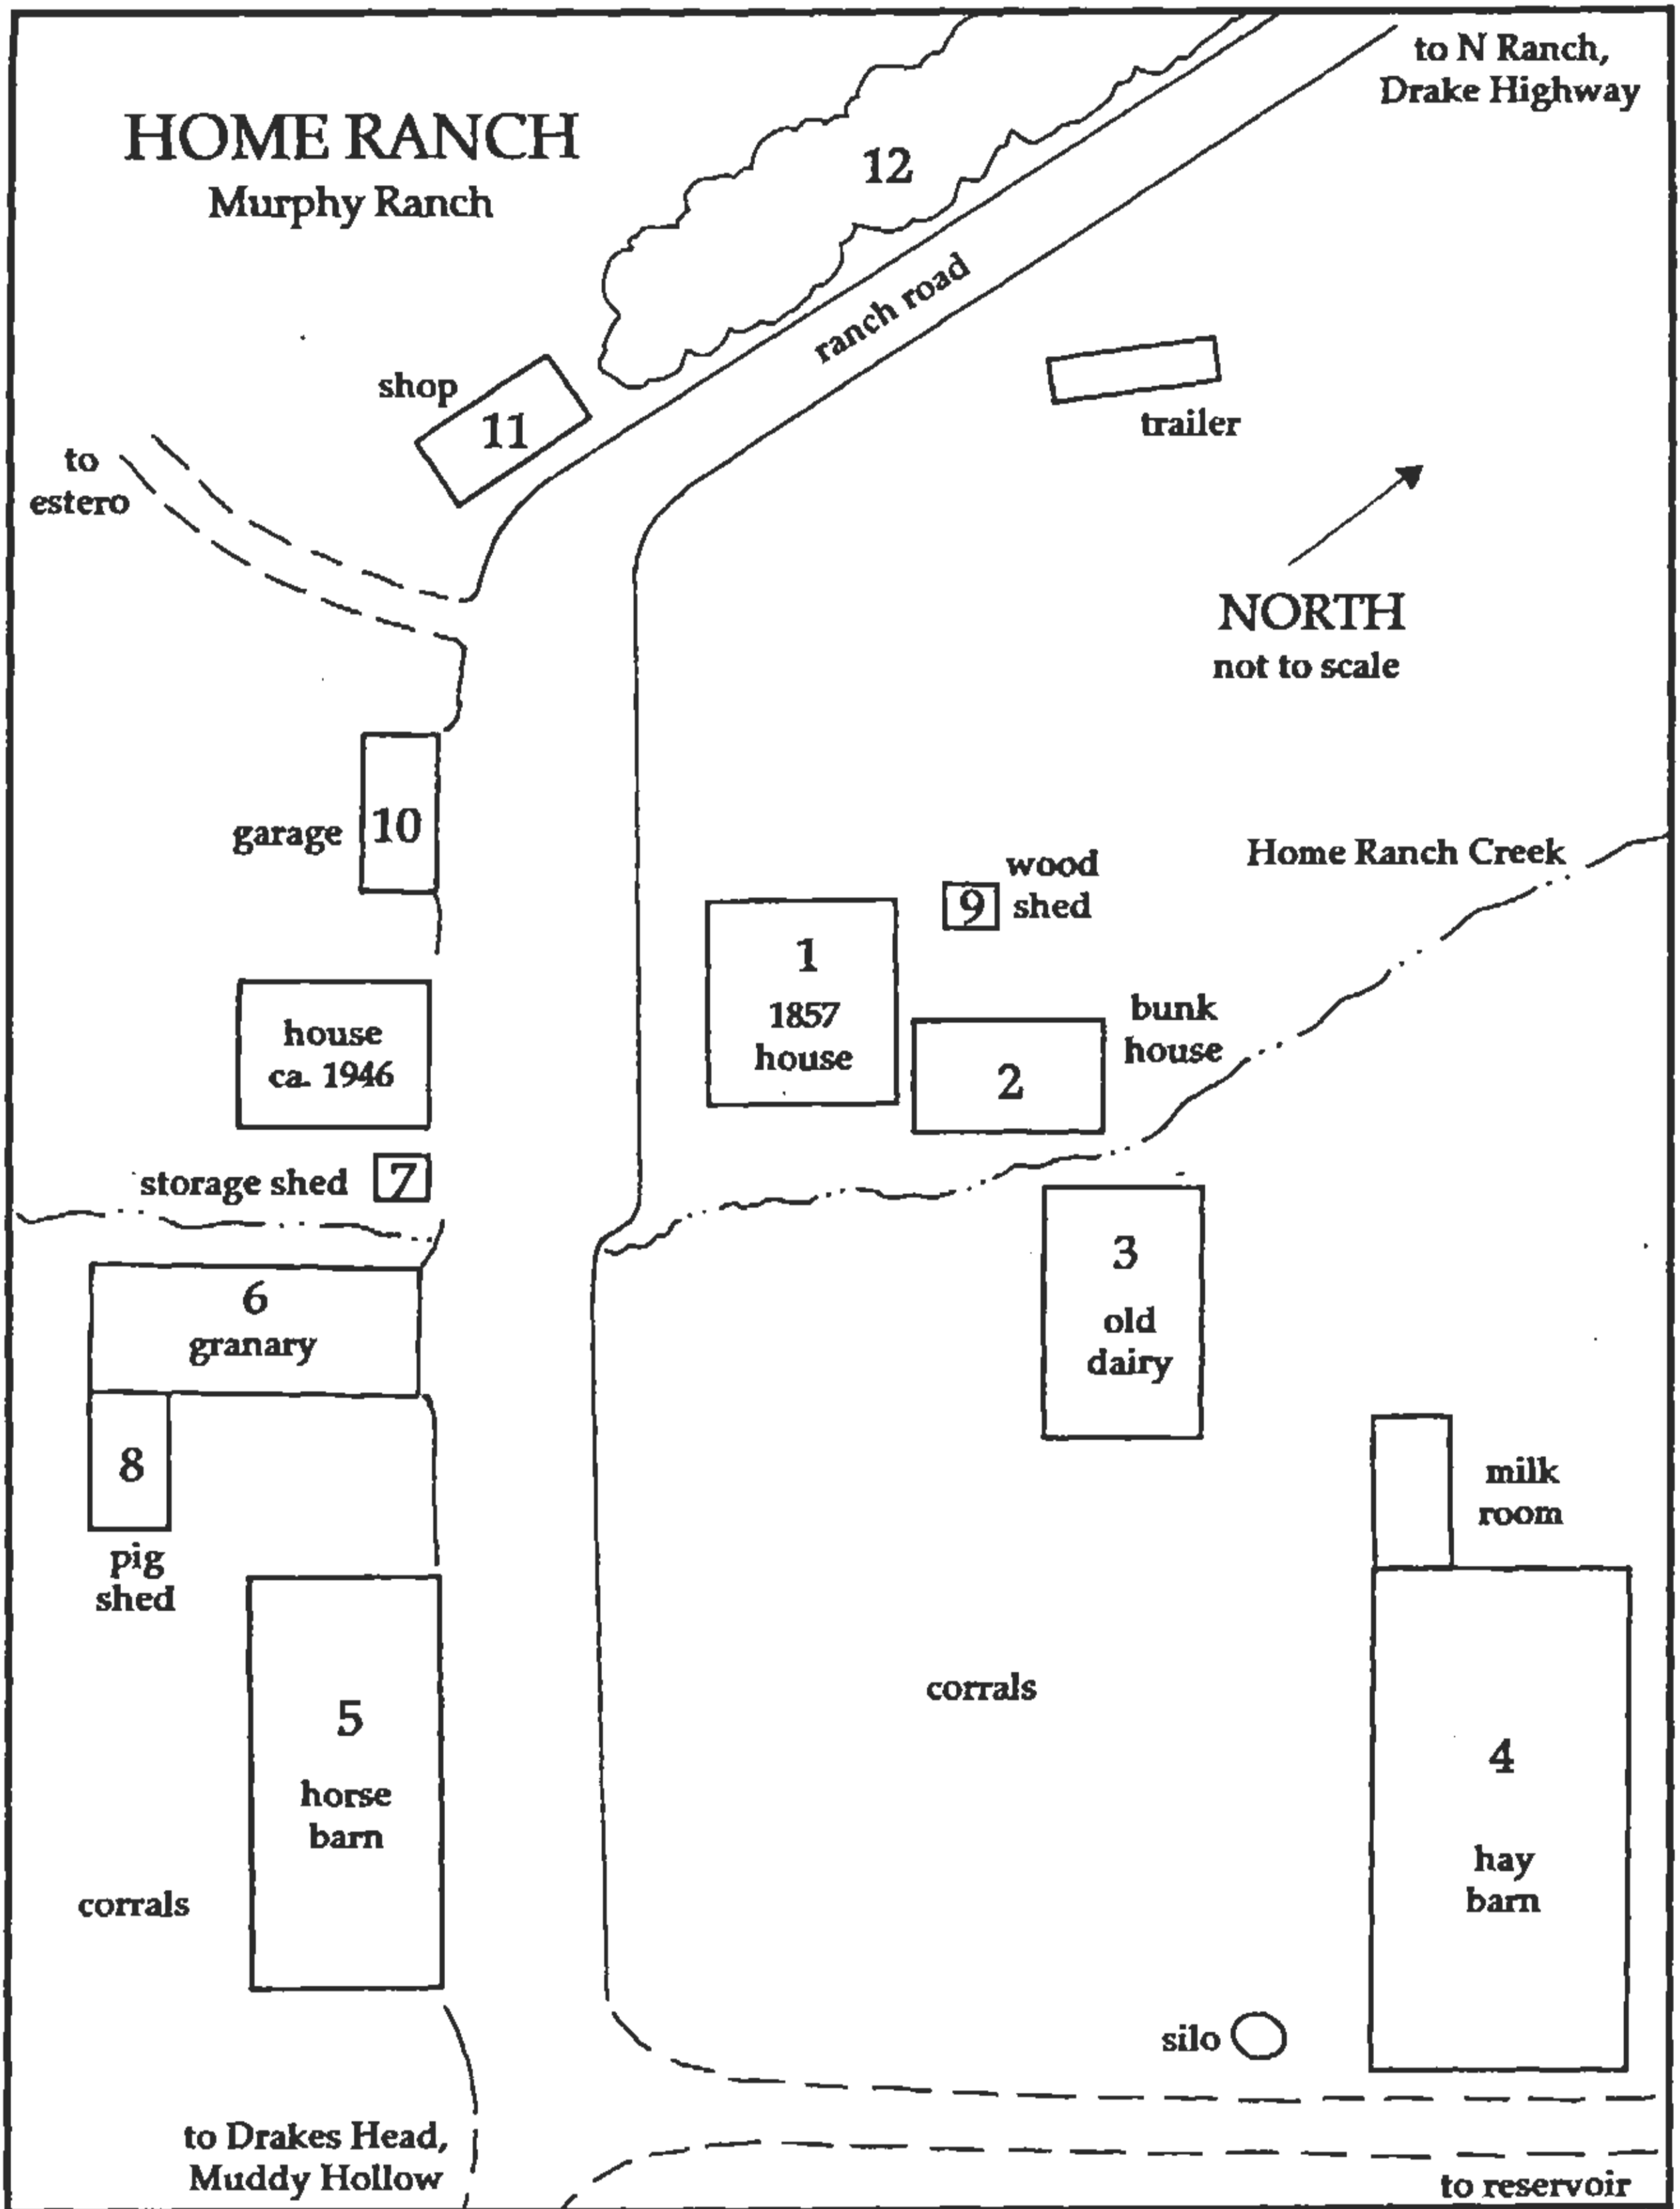 to N Ranch,
Drake Highway
HOME RANCH
Murphy Ranch
12
ranch road
shop
11
trailer
to
estero
NORTH
not to scale
garage
10
Home Ranch Creek
wood
shed
9
1
1857
house
bunk
house
2
house
ca. 1946
storage shed
7
3
old
dairy
6
granary
8
pig
shed
milk
room
corrals
5
horse
barn
4
hay
barn
corrals
silo
to Drakes Head,
Muddy Hollow
to reservoir